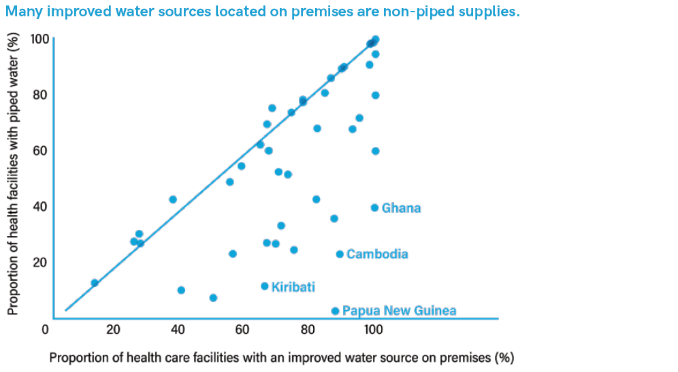 Many improved water sources located on premises are non-piped supplies.
Proportion of health facilities with piped water (%)
100
80
60
40
20
Ghana
Cambodia
Kiribati
Papua New Guinea
0 20 40 60 80 100
Proportion of health care facilities with an improved water source on premises (%)